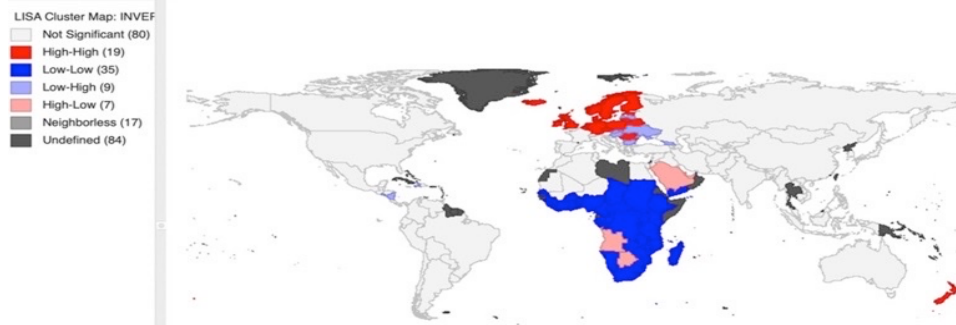 LISA Cluster Map: INVER
Not Significant (80)
High-High (19)
Low-Low (35)
Low-High (9)
High-Low (7)
Neighborless (17)
Undefined (84)